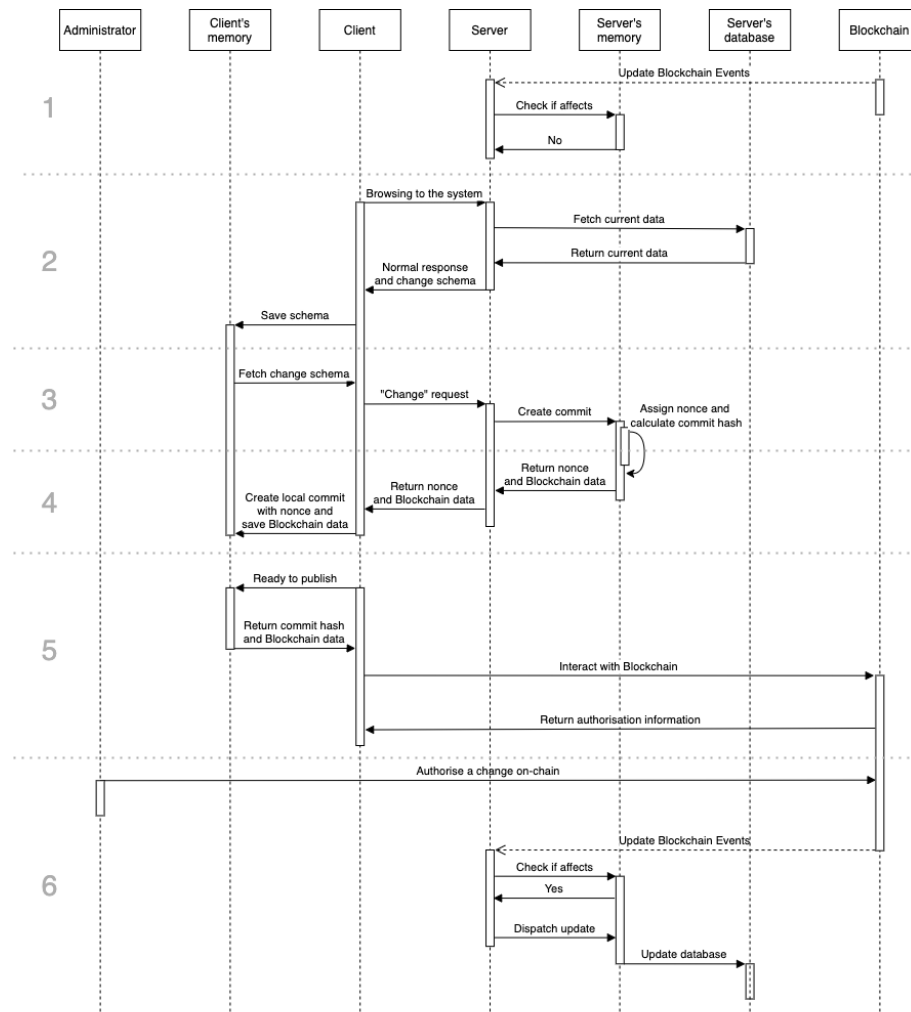 Administrator
Client's
memory
Client
Server
Server's
memory
Server's
database
Blockchain
Update Blockchain Events
1
Check if affects
No
Browsing to the system
Fetch current data
2
Return current data
Normal response
and change schema
Save schema
Fetch change schema
3
"Change" request
Create commit
Assign nonce and
calculate commit hash
Return nonce
and Blockchain data
Return nonce
and Blockchain data
4
Create local commit
with nonce and
save Blockchain data
Ready to publish
5
Return commit hash
and Blockchain data
Interact with Blockchain
Return authorisation information
Authorise a change on-chain
Update Blockchain Events
6
Check if affects
Yes
Dispatch update
Update database